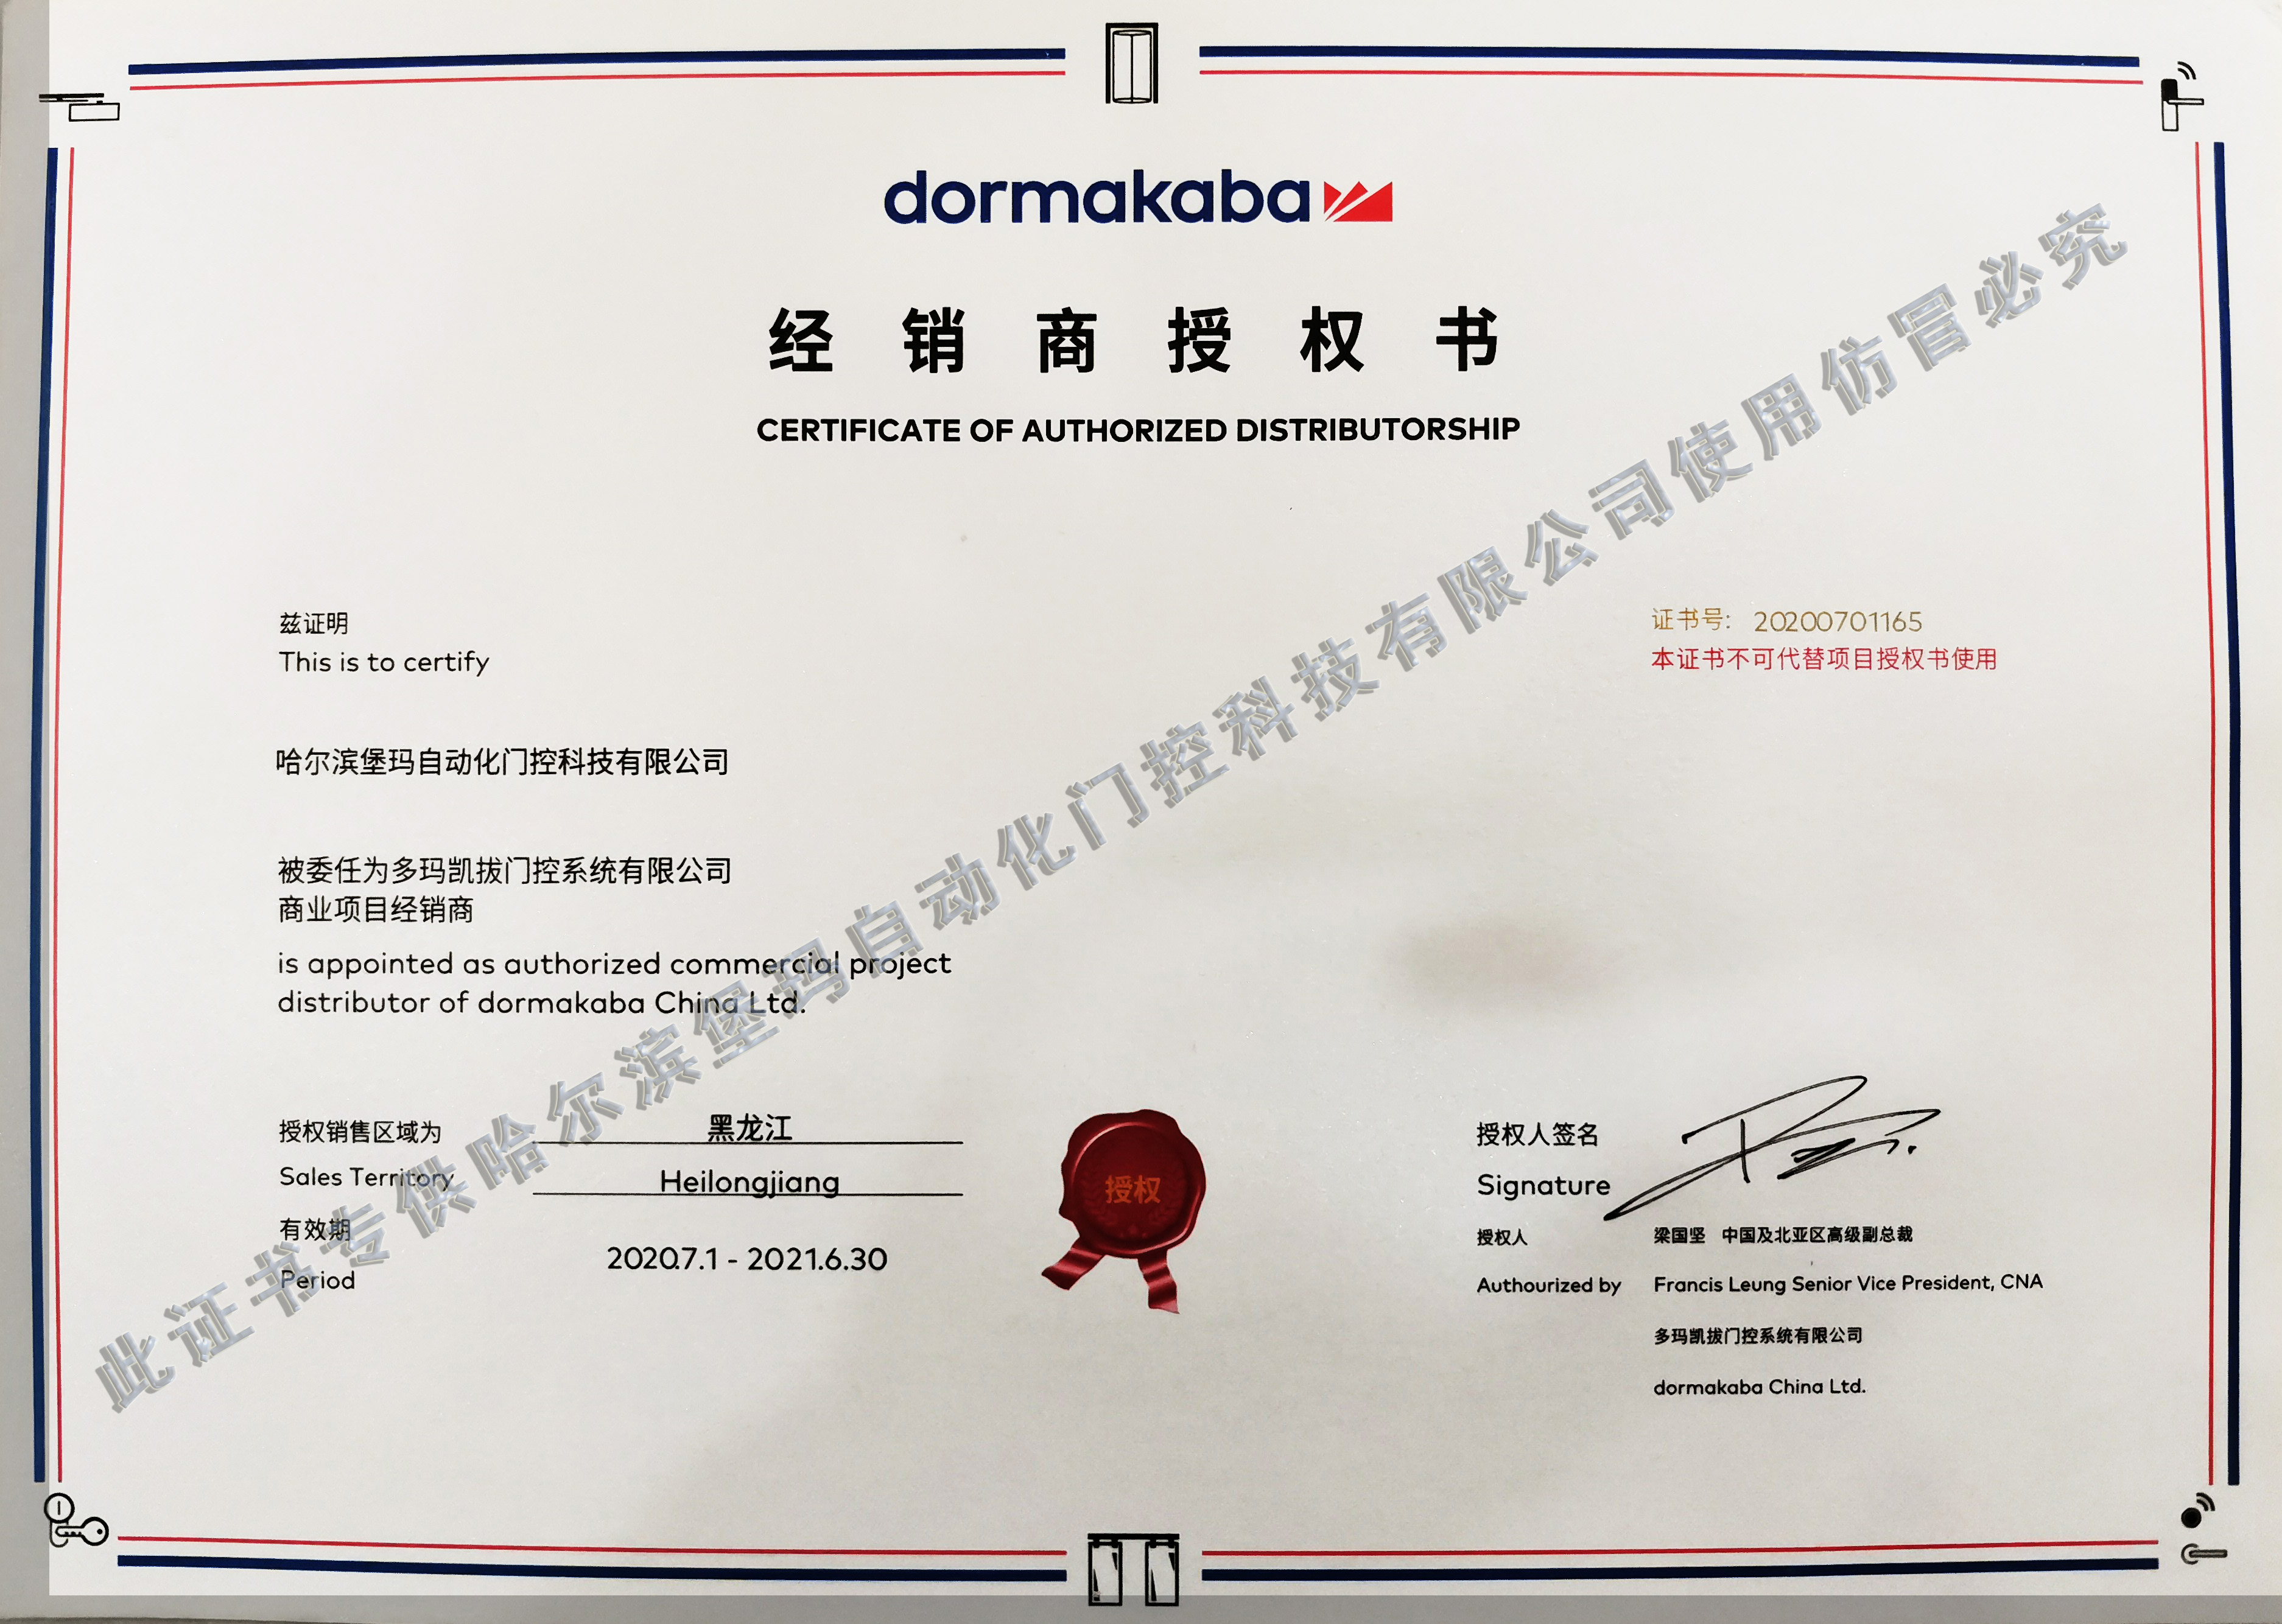 dormakaba
经销商授权书
CERTIFICATE OF AUTHORIZED DISTRIBUTORSHIP
兹证明
This is to certify
证书号: 20200701165
本证书不可代替项目授权书使用
哈尔滨堡玛自动化门控科技有限公司
被委任为多玛凯拔门控系统有限公司
商业项目经销商
is appointed as authorized commercial project
distributor of dormakaba China Ltd.
授权销售区域为 黑龙江
Sales Territory Heilongjiang
有效期
Period 2020.7.1 - 2021.6.30
授权
授权人签名
Signature
授权人 梁国坚 中国及北亚区高级副总裁
Authourized by Francis Leung Senior Vice President, CNA
多玛凯拔门控系统有限公司
dormakaba China Ltd.
此证书专供哈尔滨堡玛自动化门控科技有限公司使用仿冒必究